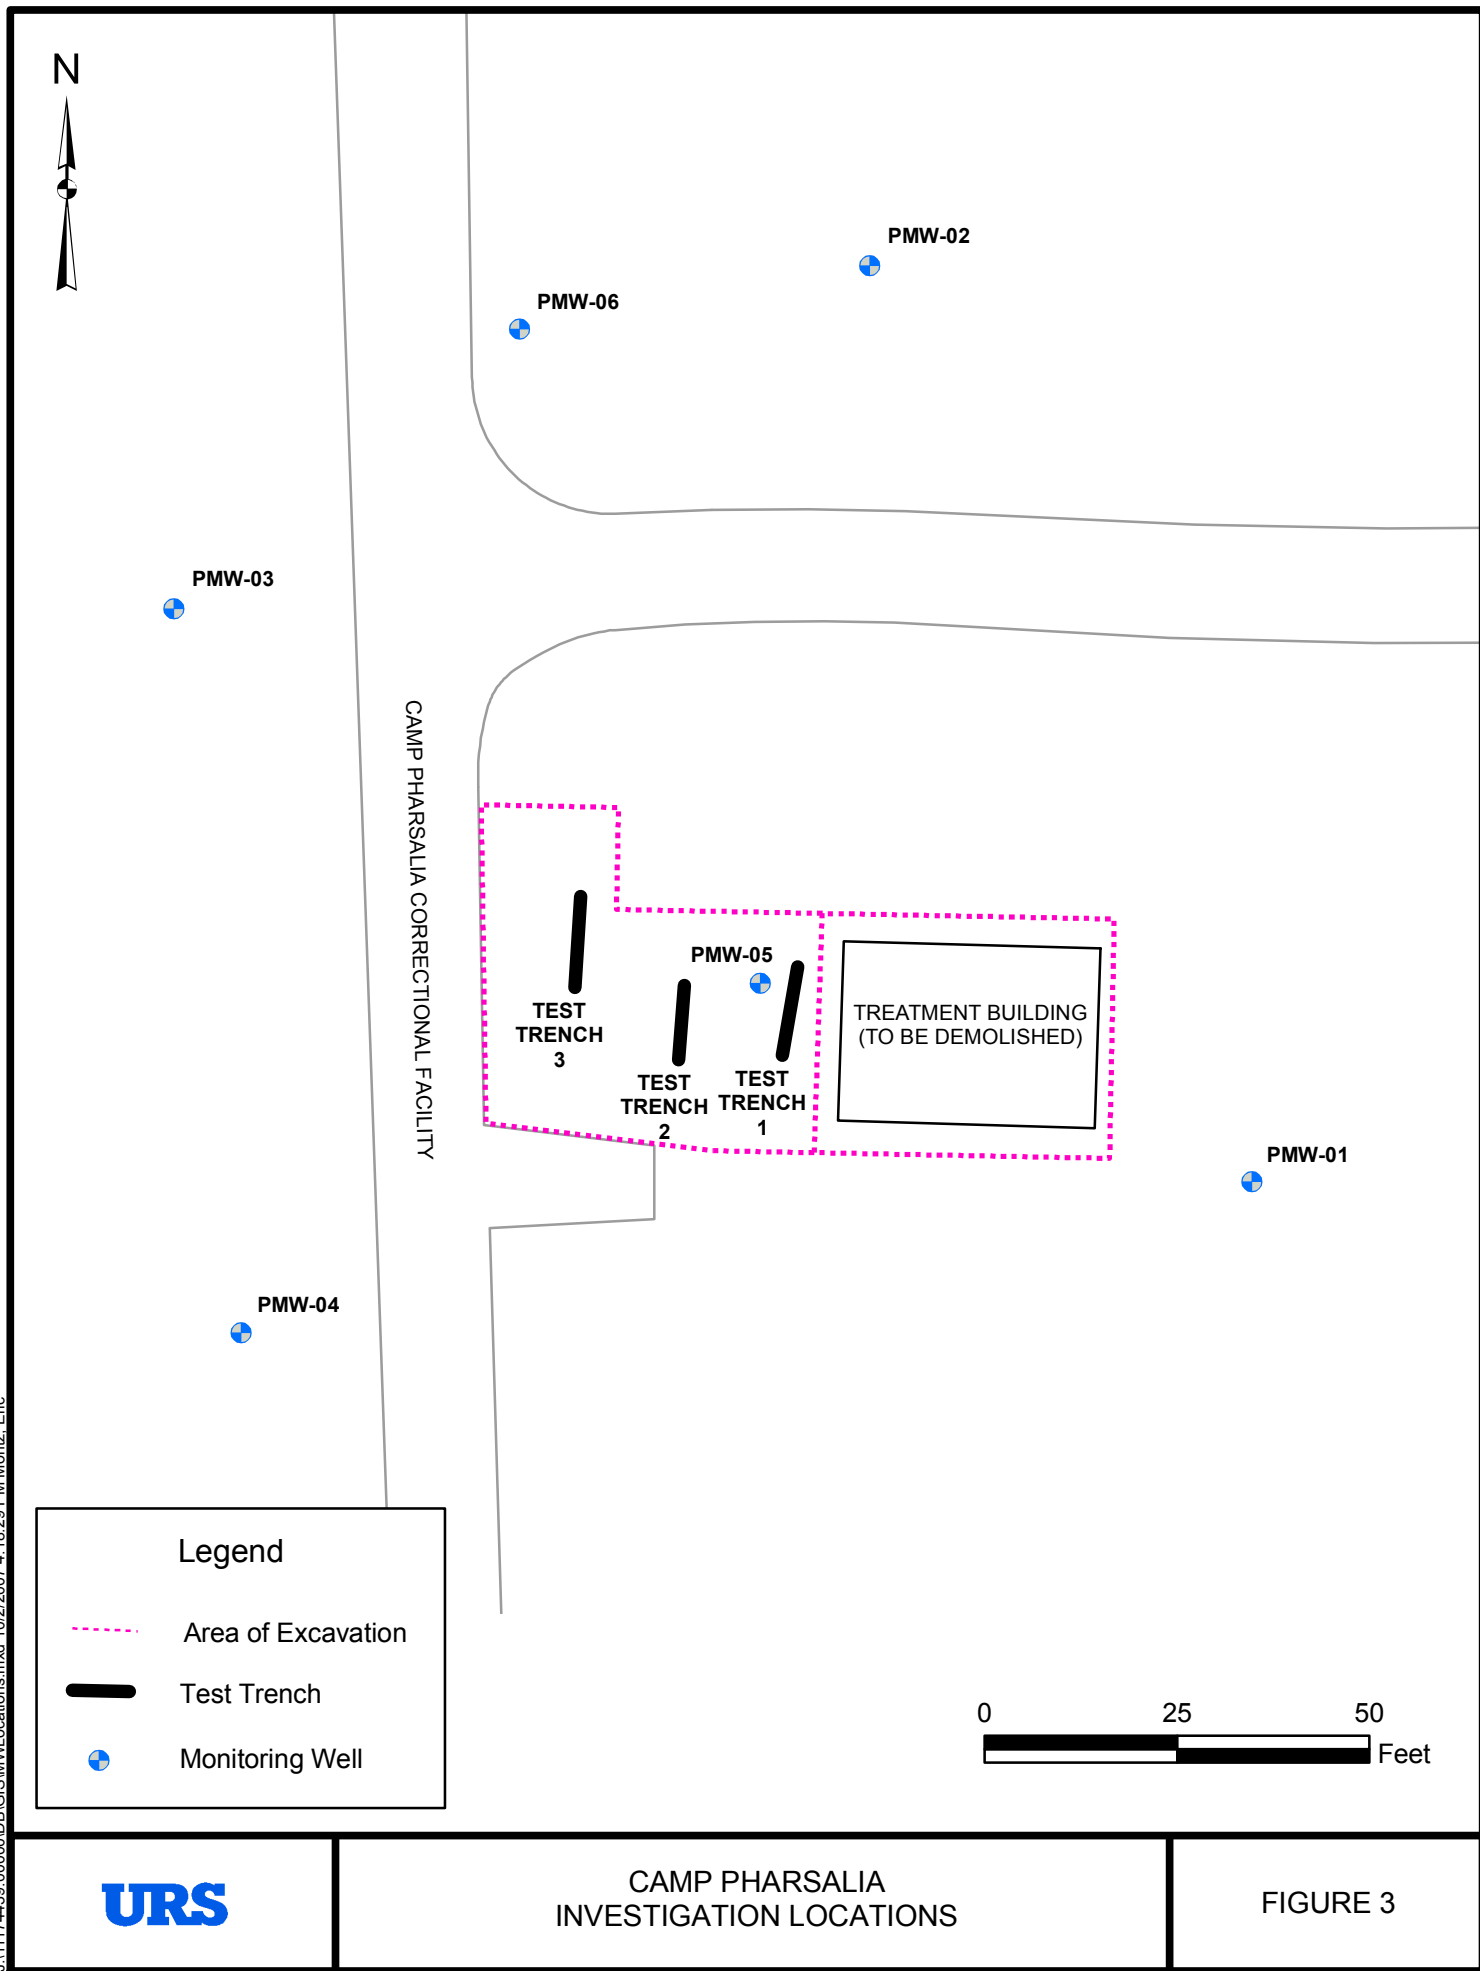 N
PMW-02
PMW-06
PMW-03
CAMP PHARSALIA CORRECTIONAL FACILITY
PMW-05
TREATMENT BUILDING
(TO BE DEMOLISHED)
TEST
TRENCH
3
TEST
TRENCH
2
TEST
TRENCH
1
PMW-01
PMW-04
Legend
Area of Excavation
Test Trench
Monitoring Well
0 25 50
Feet
URS
CAMP PHARSALIA
INVESTIGATION LOCATIONS
FIGURE 3